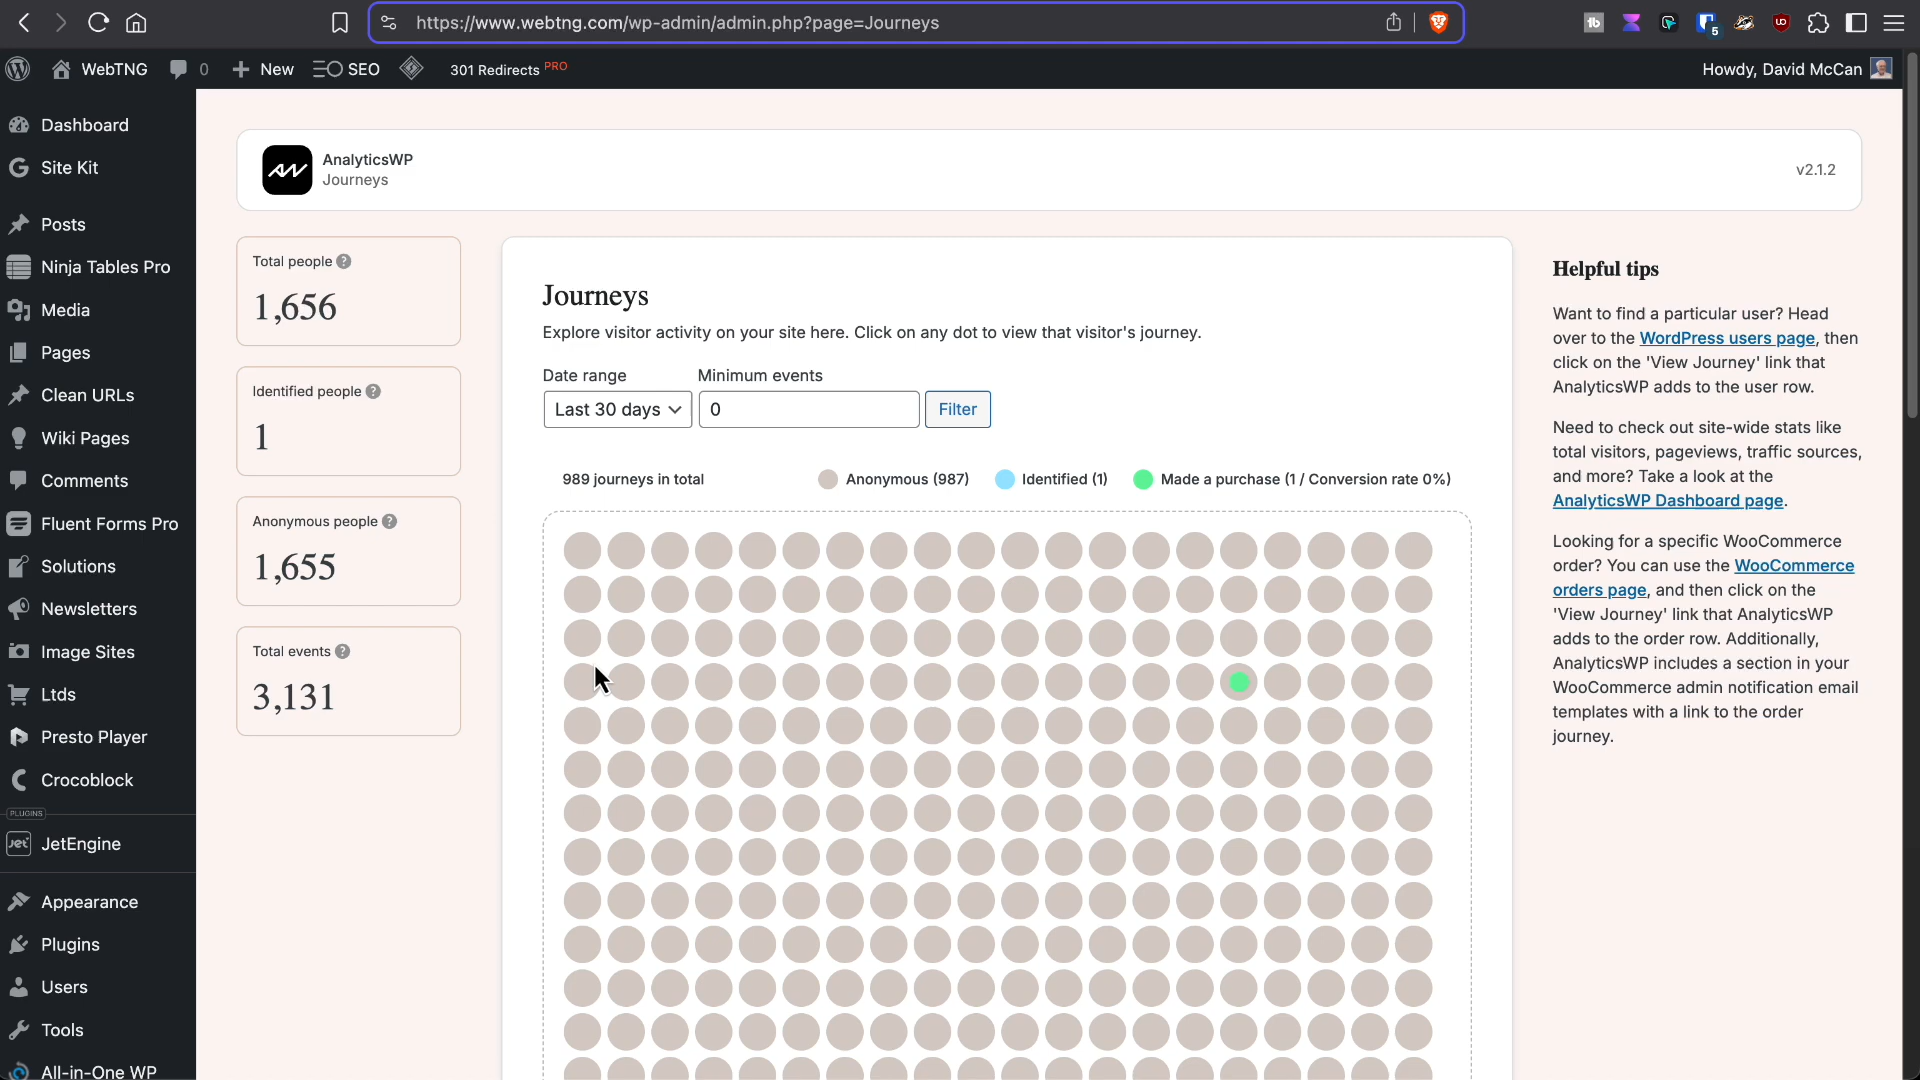 https://www.webtng.com/wp-admin/admin.php?page=Journeys
5
WebTNG
0
New
SEO
301 Redirects PRO
Howdy, David McCan
Dashboard
Site Kit
Posts
Ninja Tables Pro
Media
Pages
Clean URLs
Wiki Pages
Comments
Fluent Forms Pro
Solutions
Newsletters
Image Sites
Ltds
Presto Player
Crocoblock
PLUGINS
JetEngine
Appearance
Plugins
Users
Tools
All-in-One WP
AnalyticsWP
Journeys
v2.1.2
Total people ?
1,656
Identified people ?
1
Anonymous people ?
1,655
Total events ?
3,131
Journeys
Explore visitor activity on your site here. Click on any dot to view that visitor's journey.
Date range
Minimum events
Last 30 days
0
Filter
989 journeys in total
Anonymous (987)
Identified (1)
Made a purchase (1 / Conversion rate 0%)
Helpful tips
Want to find a particular user? Head
over to the WordPress users page, then
click on the 'View Journey' link that
AnalyticsWP adds to the user row.
Need to check out site-wide stats like
total visitors, pageviews, traffic sources,
and more? Take a look at the
AnalyticsWP Dashboard page.
Looking for a specific WooCommerce
order? You can use the WooCommerce
orders page, and then click on the
'View Journey' link that AnalyticsWP
adds to the order row. Additionally,
AnalyticsWP includes a section in your
WooCommerce admin notification email
templates with a link to the order
journey.